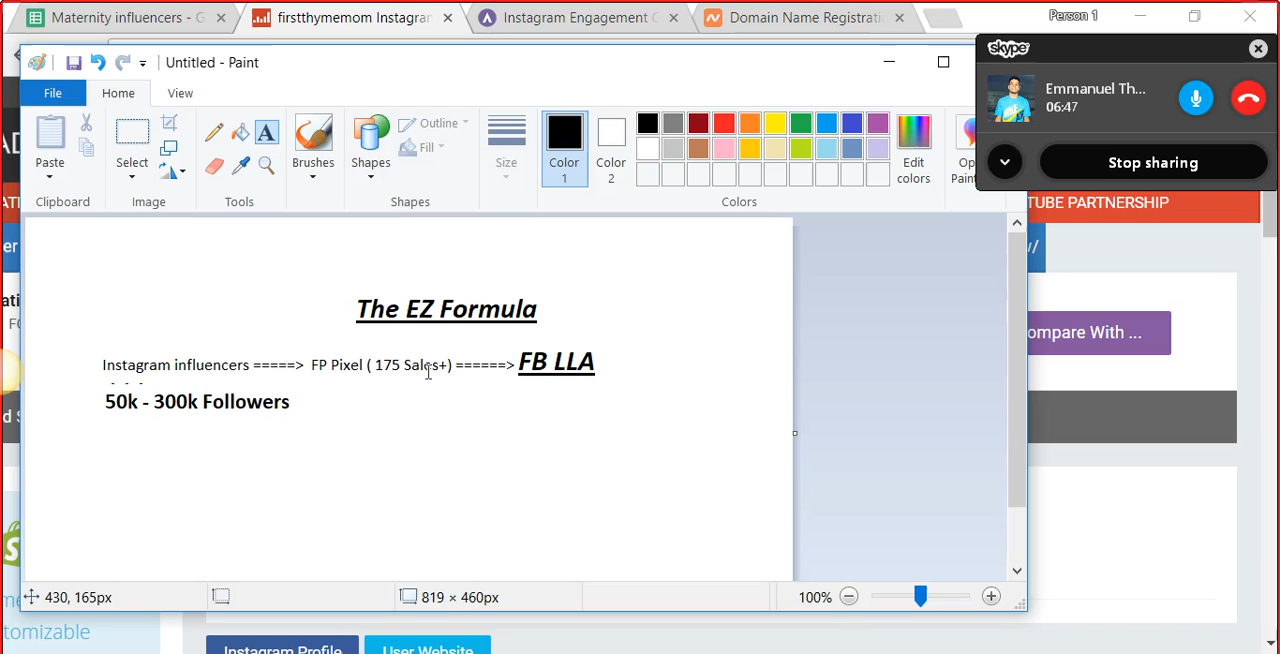 Maternity influencers - G
firstthymemom Instagram
Instagram Engagement C
Domain Name Registrati
Person 1
Untitled - Paint
skype
Emmanuel Th...
06:47
Stop sharing
File
Home
View
Paste
Select
Brushes
Shapes
Outline
Fill
Size
Color
1
Color
2
Edit
colors
Op
Pain
Clipboard
Image
Tools
Shapes
Colors
TUBE PARTNERSHIP
ompare With ...
The EZ Formula
Instagram influencers =====> FP Pixel ( 175 Sales+) ======> FB LLA
50k - 300k Followers
430, 165px
819 × 460px
100%
tomizable
Instagram Profile
User Website